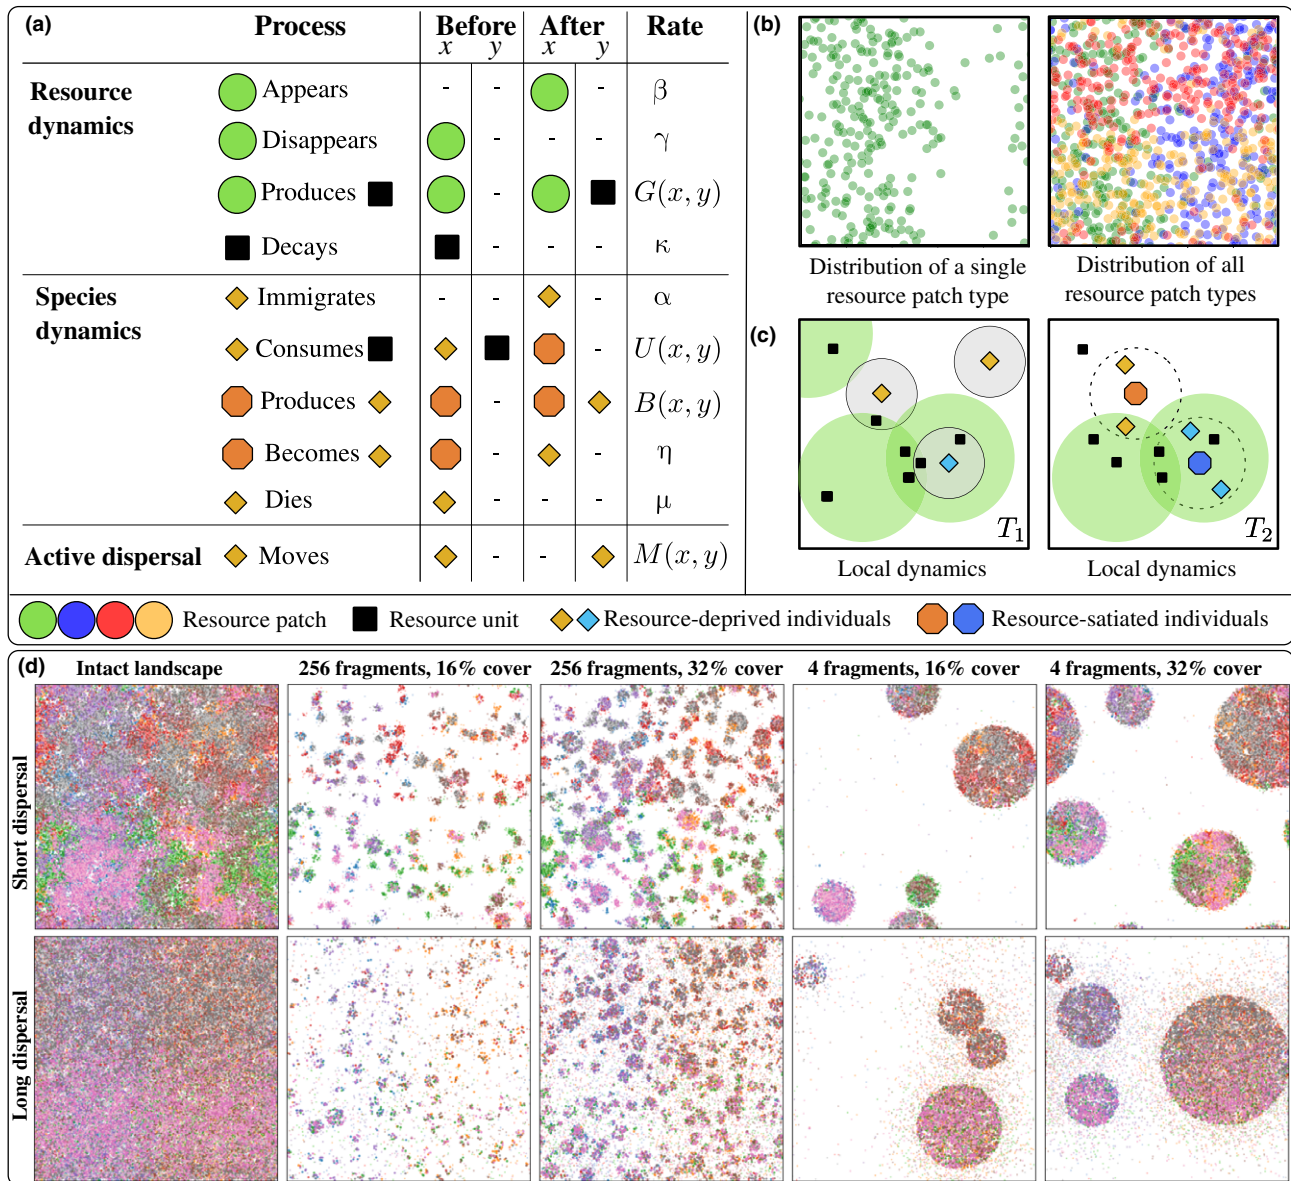 (a) Process Before After Rate
x y x y
Resource dynamics
Appears - - - β
Disappears - - - γ
Produces - G(x, y)
Decays - - - κ
Species dynamics
Immigrates - - - α
Consumes - U(x, y)
Produces - B(x, y)
Becomes - - η
Dies - - - μ
Active dispersal Moves - - M(x, y)
(b)
Distribution of a single
resource patch type
Distribution of all
resource patch types
(c)
T1
T2
Local dynamics
Local dynamics
Resource patch
Resource unit
Resource-deprived individuals
Resource-satiated individuals
(d)
Intact landscape
256 fragments, 16% cover
256 fragments, 32% cover
4 fragments, 16% cover
4 fragments, 32% cover
Short dispersal
Long dispersal